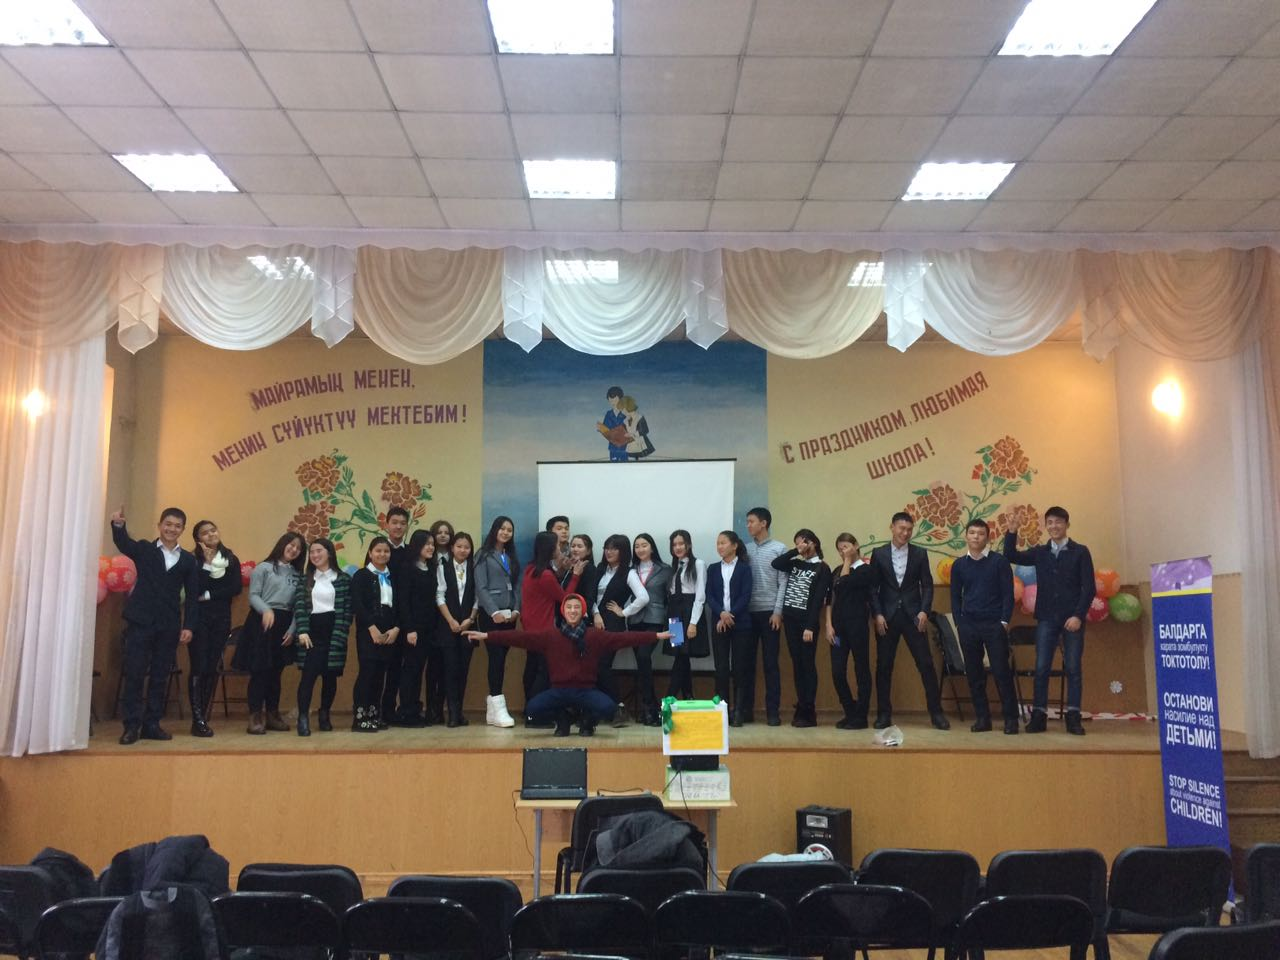 МАЙРАМЫҢ МЕНЕН,
МЕНИН СҮЙҮКТҮҮ МЕКТЕБИМ!
С ПРАЗДНИКОМ, ЛЮБИМАЯ
ШКОЛА!
STAFF
БАЛДАРГА
карата зомбулукту
ТОКТОТОЛУ!
ОСТАНОВИ
насилие над
ДЕТЬМИ!
STOP SILENCE
about violence against
CHILDREN!